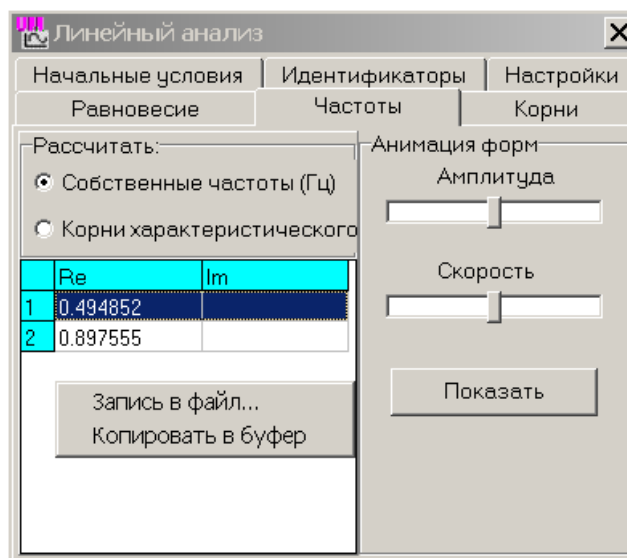 Линейный анализ
Начальные условия Идентификаторы Настройки
Равновесие Частоты Корни
Рассчитать:
Собственные частоты (Гц)
Корни характеристического
Re Im
1 0.494852
2 0.897555
Запись в файл...
Копировать в буфер
Анимация форм
Амплитуда
Скорость
Показать